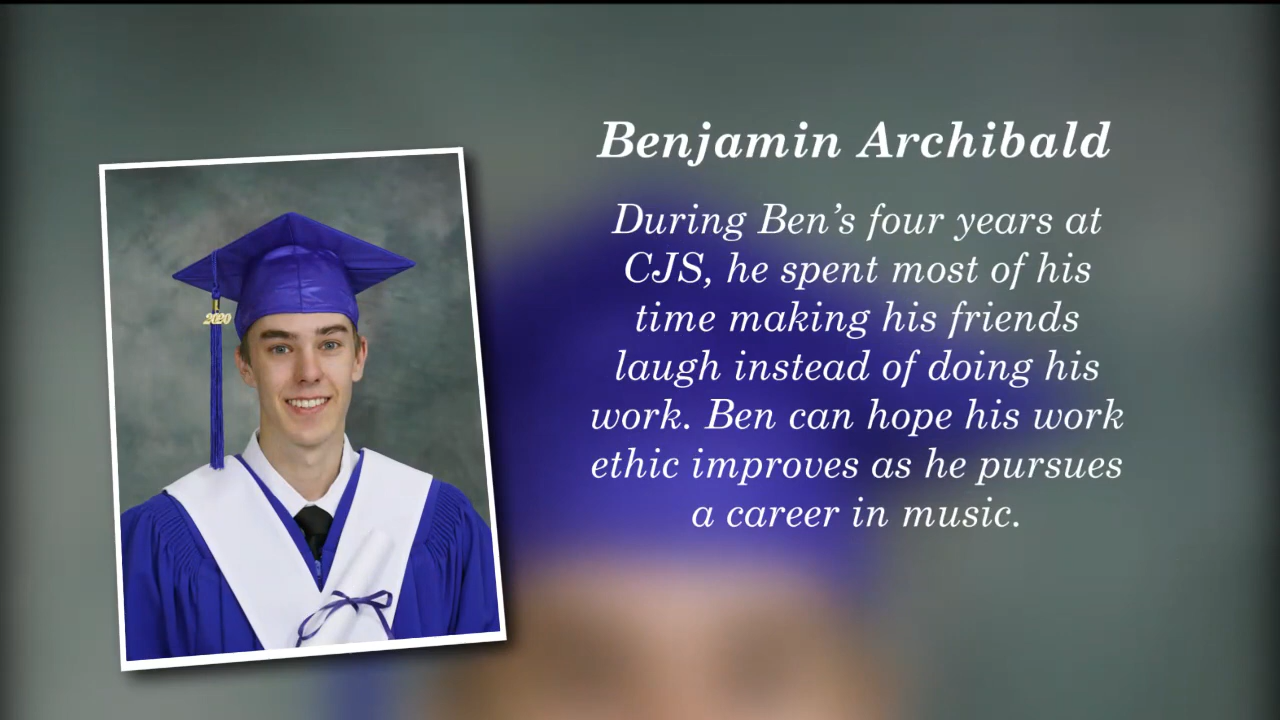 2020
Benjamin Archibald
During Ben's four years at
CJS, he spent most of his
time making his friends
laugh instead of doing his
work. Ben can hope his work
ethic improves as he pursues
a career in music.